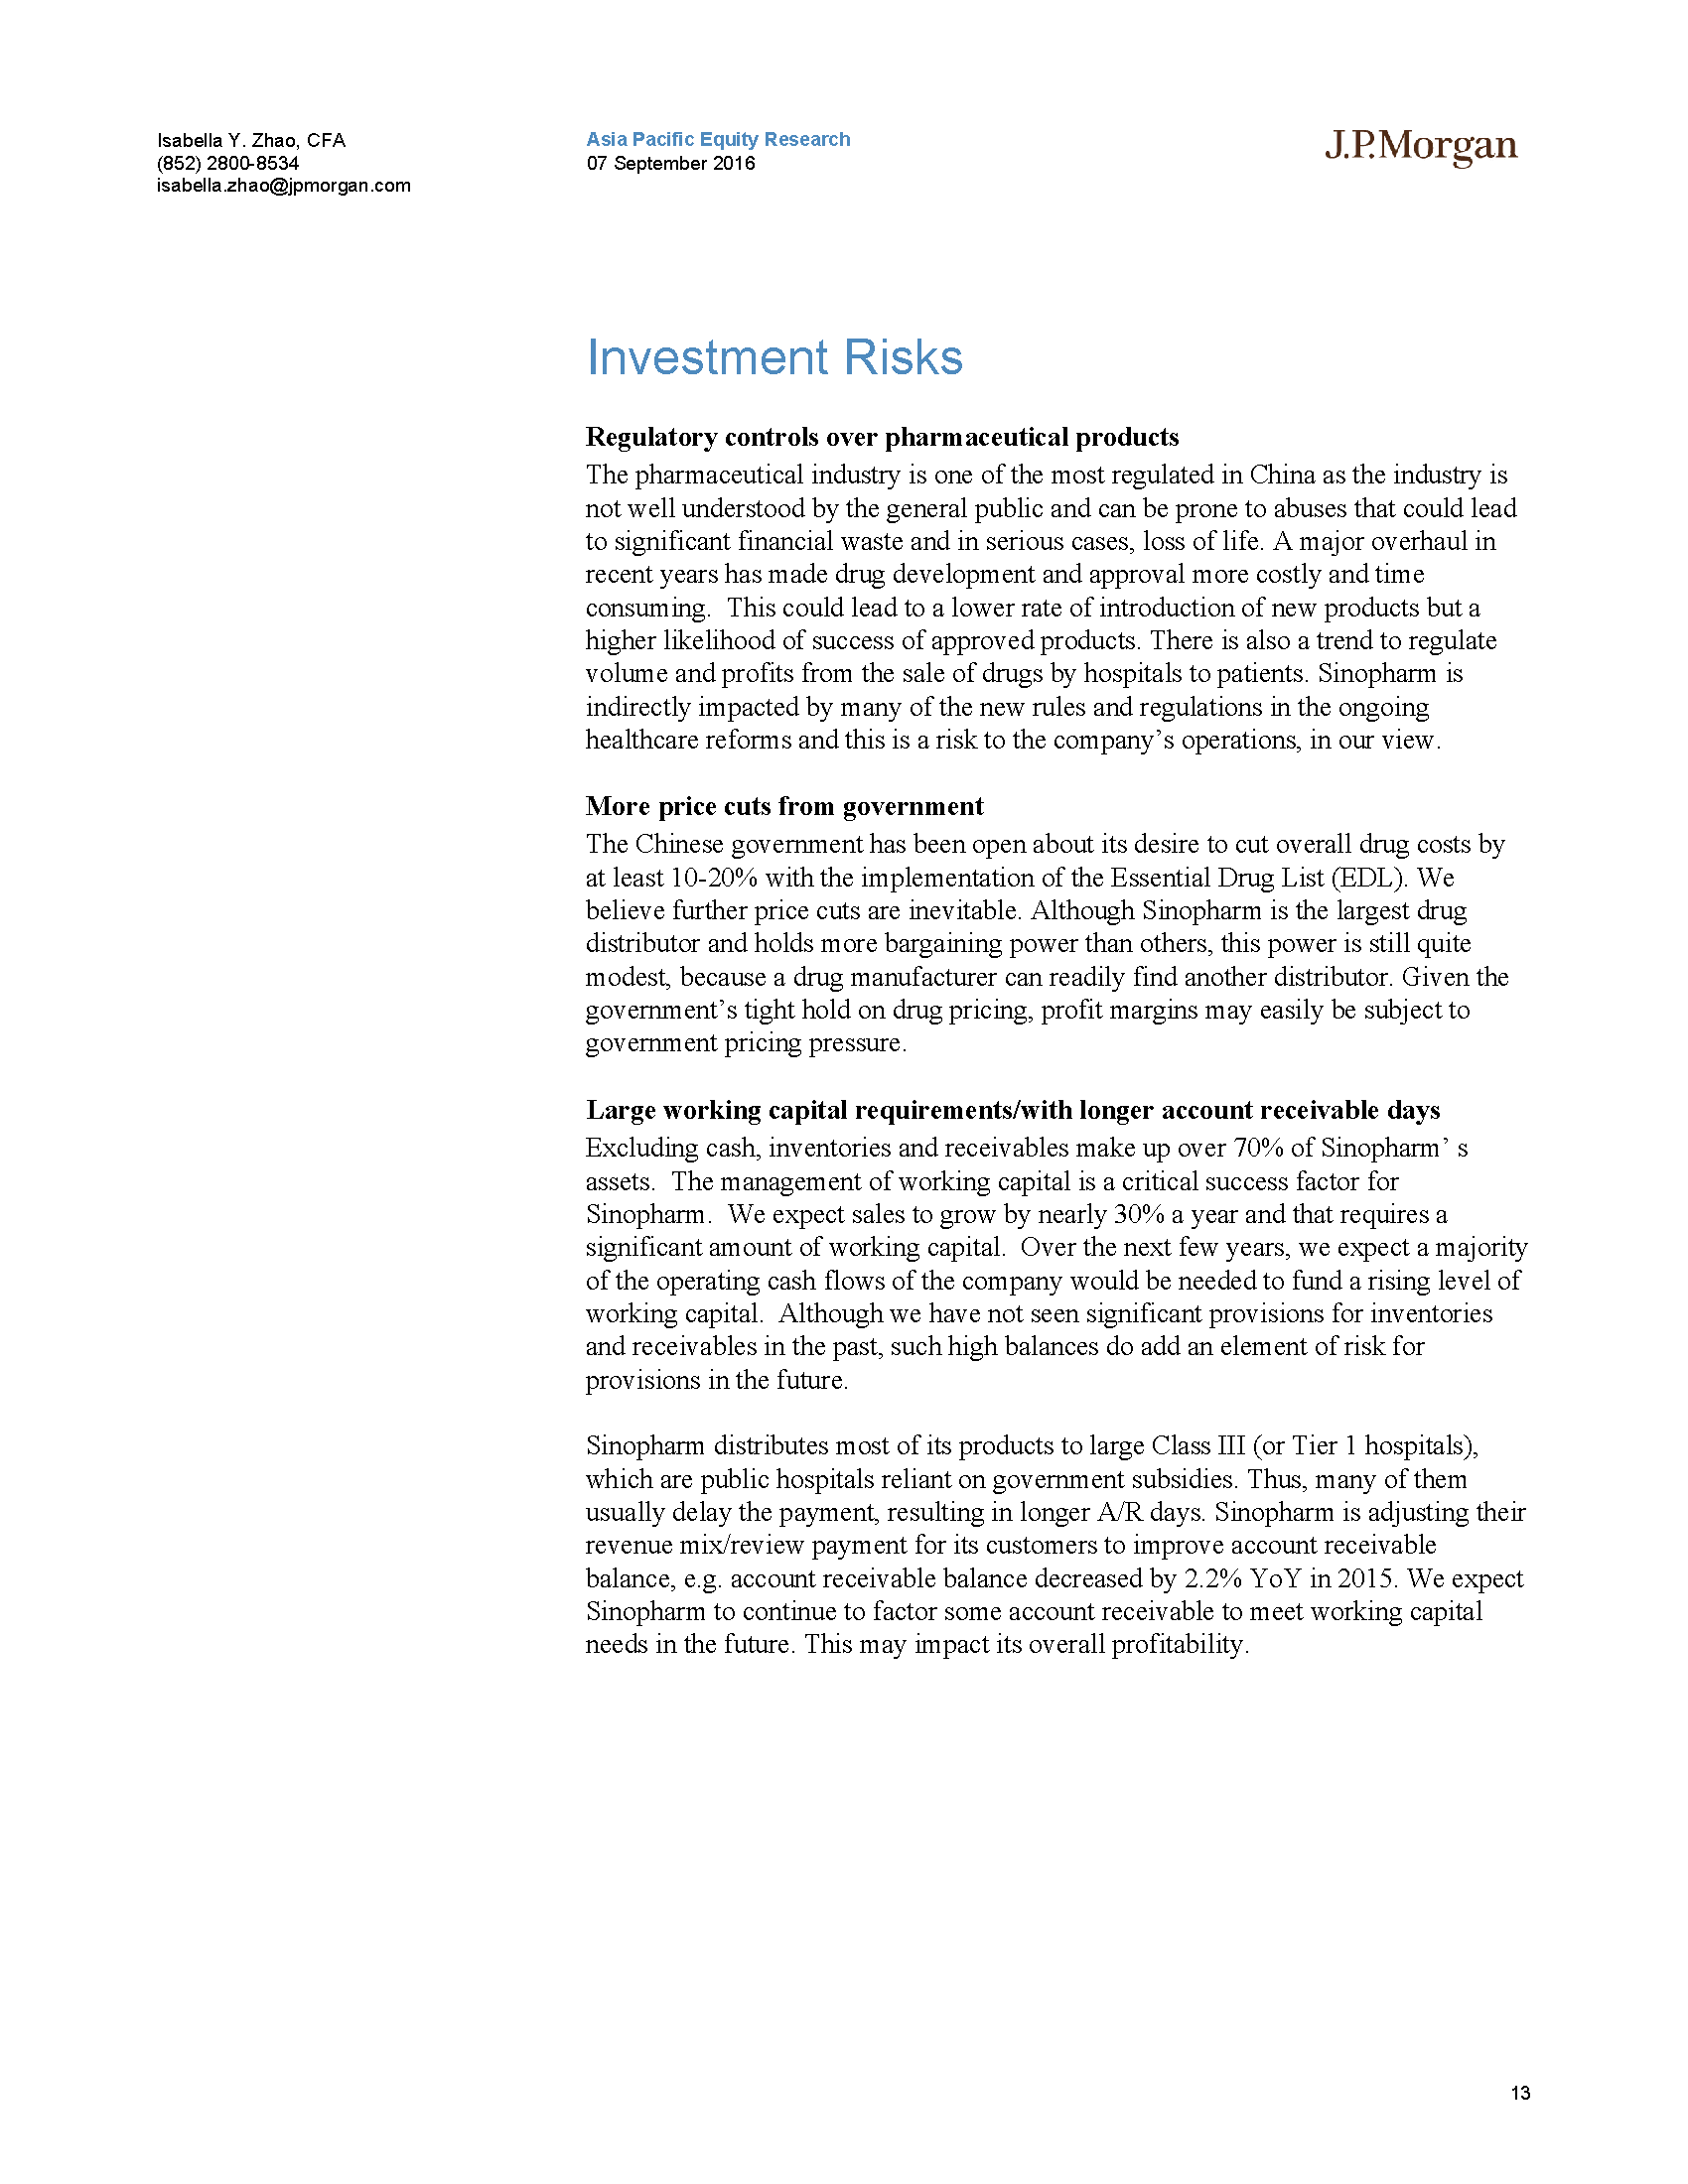 Isabella Y. Zhao, CFA
(852) 2800-8534
isabella.zhao@jpmorgan.com
Asia Pacific Equity Research
07 September 2016
J.P.Morgan
Investment Risks
Regulatory controls over pharmaceutical products
The pharmaceutical industry is one of the most regulated in China as the industry is
not well understood by the general public and can be prone to abuses that could lead
to significant financial waste and in serious cases, loss of life. A major overhaul in
recent years has made drug development and approval more costly and time
consuming.  This could lead to a lower rate of introduction of new products but a
higher likelihood of success of approved products. There is also a trend to regulate
volume and profits from the sale of drugs by hospitals to patients. Sinopharm is
indirectly impacted by many of the new rules and regulations in the ongoing
healthcare reforms and this is a risk to the company’s operations, in our view.
More price cuts from government
The Chinese government has been open about its desire to cut overall drug costs by
at least 10-20% with the implementation of the Essential Drug List (EDL). We
believe further price cuts are inevitable. Although Sinopharm is the largest drug
distributor and holds more bargaining power than others, this power is still quite
modest, because a drug manufacturer can readily find another distributor. Given the
government’s tight hold on drug pricing, profit margins may easily be subject to
government pricing pressure.
Large working capital requirements/with longer account receivable days
Excluding cash, inventories and receivables make up over 70% of Sinopharm’ s
assets.  The management of working capital is a critical success factor for
Sinopharm.  We expect sales to grow by nearly 30% a year and that requires a
significant amount of working capital.  Over the next few years, we expect a majority
of the operating cash flows of the company would be needed to fund a rising level of
working capital.  Although we have not seen significant provisions for inventories
and receivables in the past, such high balances do add an element of risk for
provisions in the future.
Sinopharm distributes most of its products to large Class III (or Tier 1 hospitals),
which are public hospitals reliant on government subsidies. Thus, many of them
usually delay the payment, resulting in longer A/R days. Sinopharm is adjusting their
revenue mix/review payment for its customers to improve account receivable
balance, e.g. account receivable balance decreased by 2.2% YoY in 2015. We expect
Sinopharm to continue to factor some account receivable to meet working capital
needs in the future. This may impact its overall profitability.
13